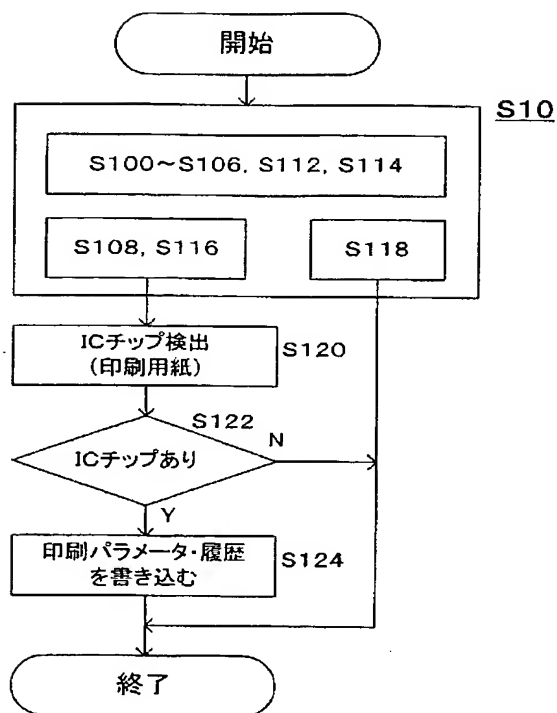 開始
S10
S100~S106, S112, S114
S108, S116
S118
ICチップ検出
(印刷用紙)
S120
S122
ICチップあり
N
Y
印刷パラメータ・履歴
を書き込む
S124
終了